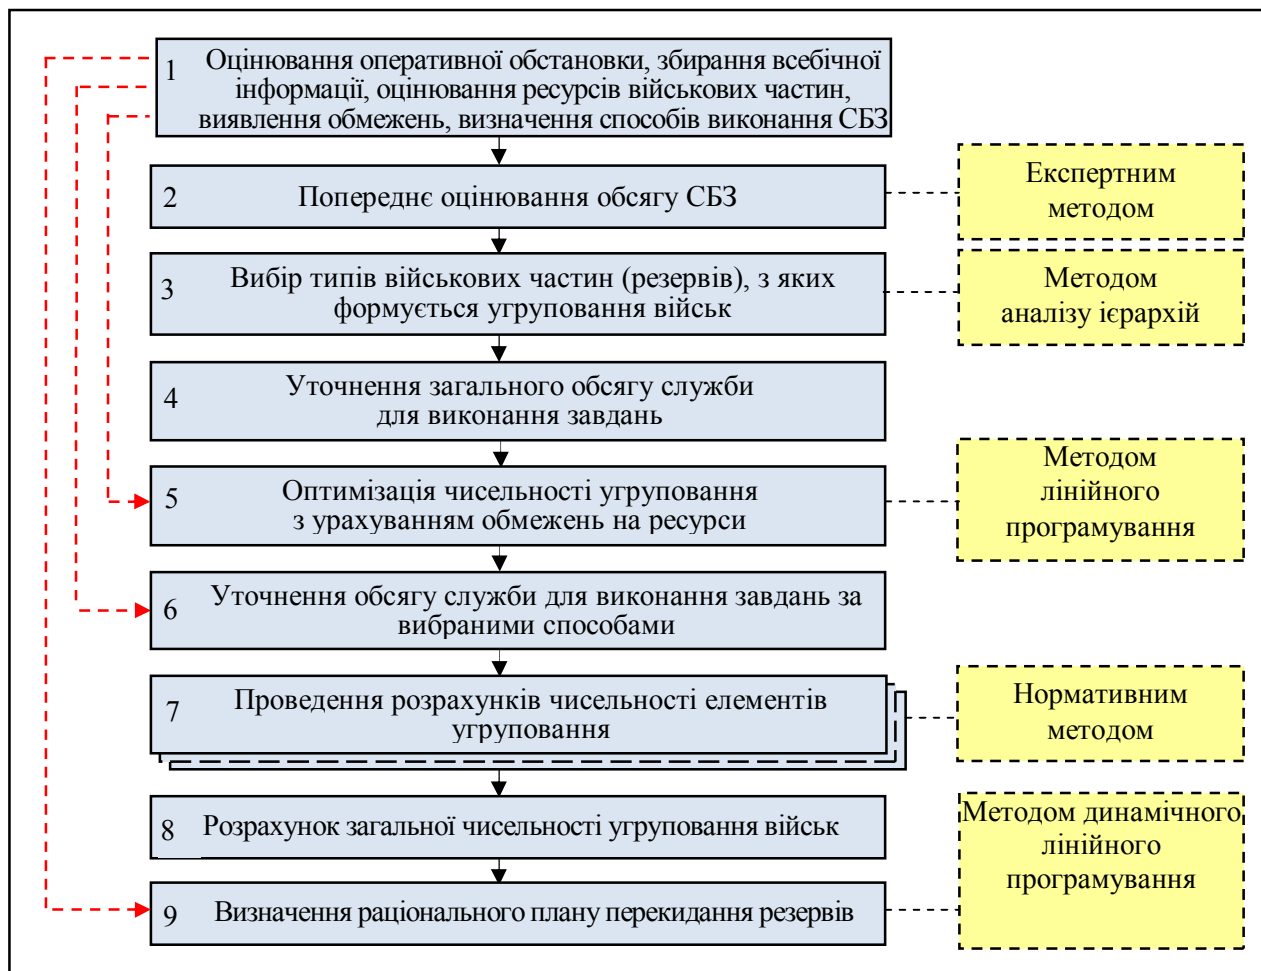 1
Оцінювання оперативної обстановки, збирання всебічної
інформації, оцінювання ресурсів військових частин,
виявлення обмежень, визначення способів виконання СБЗ
2
Попереднє оцінювання обсягу СБЗ
Експертним
методом
3
Вибір типів військових частин (резервів), з яких
формується угруповання військ
Методом
аналізу ієрархій
4
Уточнення загального обсягу служби
для виконання завдань
5
Оптимізація чисельності угруповання
з урахуванням обмежень на ресурси
Методом
лінійного
програмування
6
Уточнення обсягу служби для виконання завдань за
вибраними способами
7
Проведення розрахунків чисельності елементів
угруповання
Нормативним
методом
8
Розрахунок загальної чисельності угруповання військ
9
Визначення раціонального плану перекидання резервів
Методом динамічного
лінійного
програмування